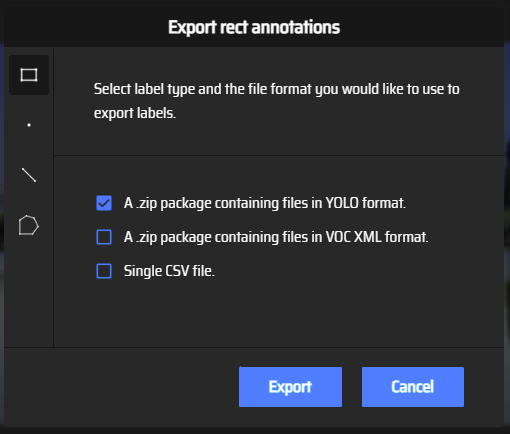 Export rect annotations
Select label type and the file format you would like to use to
export labels.
A .zip package containing files in YOLO format.
A .zip package containing files in VOC XML format.
Single CSV file.
Export
Cancel